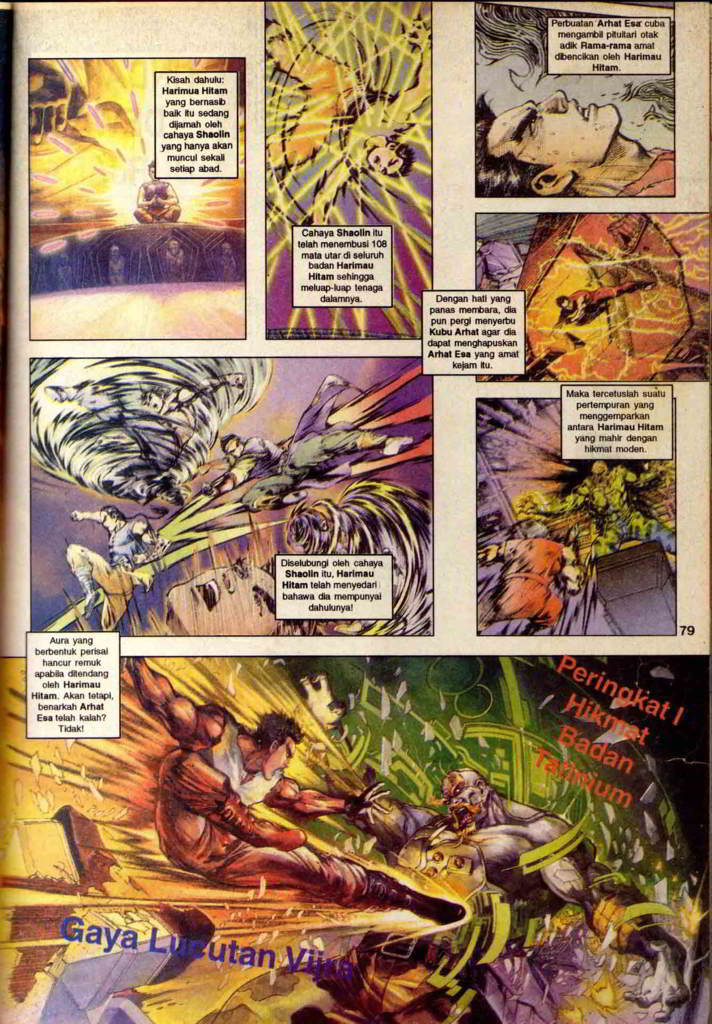 Kisah dahulu:
Harimua Hitam
yang bernasib
baik itu sedang
dijamah oleh
cahaya Shaolin
yang hanya akan
muncul sekali
setiap abad.
Cahaya Shaolin itu
telah menembusi 108
mata utar di seluruh
badan Harimau
Hitam sehingga
meluap-luap tenaga
dalamnya.
Perbuatan Arhat Esa cuba
mengambil pituitari otak
adik Rama-rama amat
dibencikan oleh Harimau
Hitam.
Dengan hati yang
panas membara, dia
pun pergi menyerbu
Kubu Arhat agar dia
dapat menghapuskan
Arhat Esa yang amat
kejam itu.
Maka tercetuslah suatu
pertempuran yang
menggemparkan
antara Harimau Hitam
yang mahir dengan
hikmat moden.
Diselubungi oleh cahaya
Shaolin itu, Harimau
Hitam telah menyedari
bahawa dia mempunyai
dahulunya!
79
Aura yang
berbentuk perisai
hancur remuk
apabila ditendang
oleh Harimau
Hitam. Akan tetapi,
benarkah Arhat
Esa telah kalah?
Tidak!
Peringkat I
Hikmat
Badan
Tatinium
Gaya Lucutan Vijra